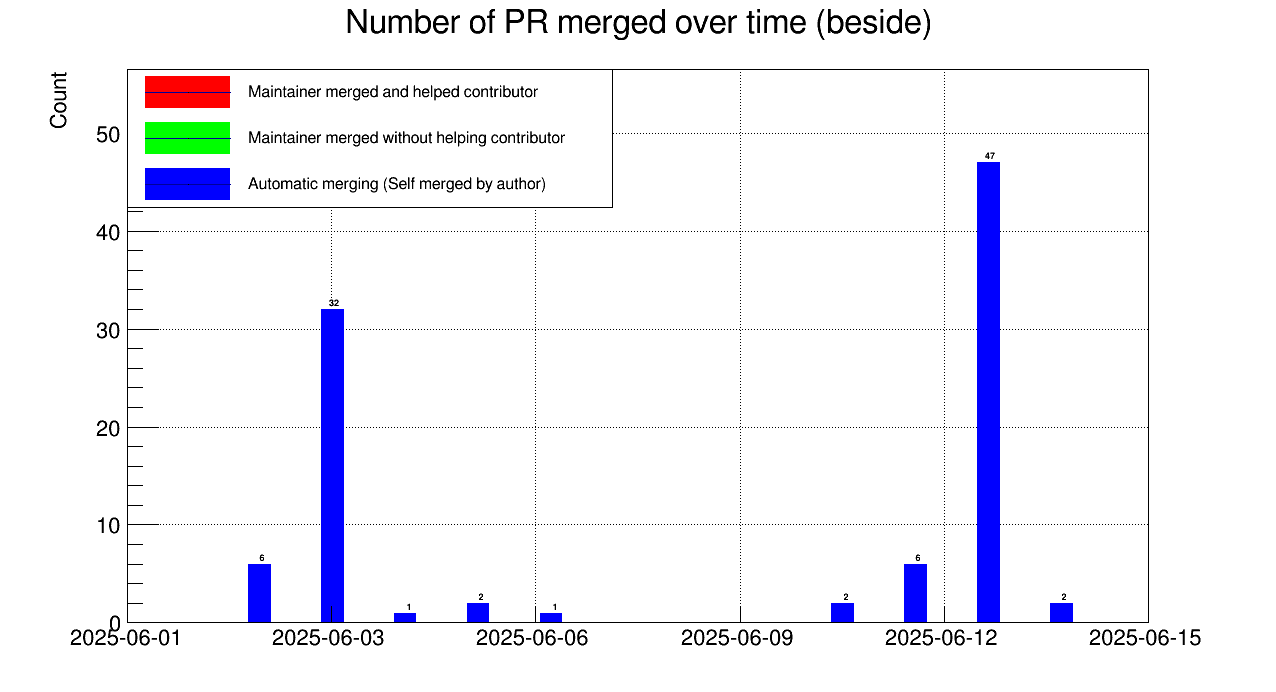 Number of PR merged over time (beside)
Count
Maintainer merged and helped contributor
Maintainer merged without helping contributor
Automatic merging (Self merged by author)
50
40
30
20
10
0
47
32
6
1
2
1
2
6
2
2025-06-01 2025-06-03 2025-06-06 2025-06-09 2025-06-12 2025-06-15